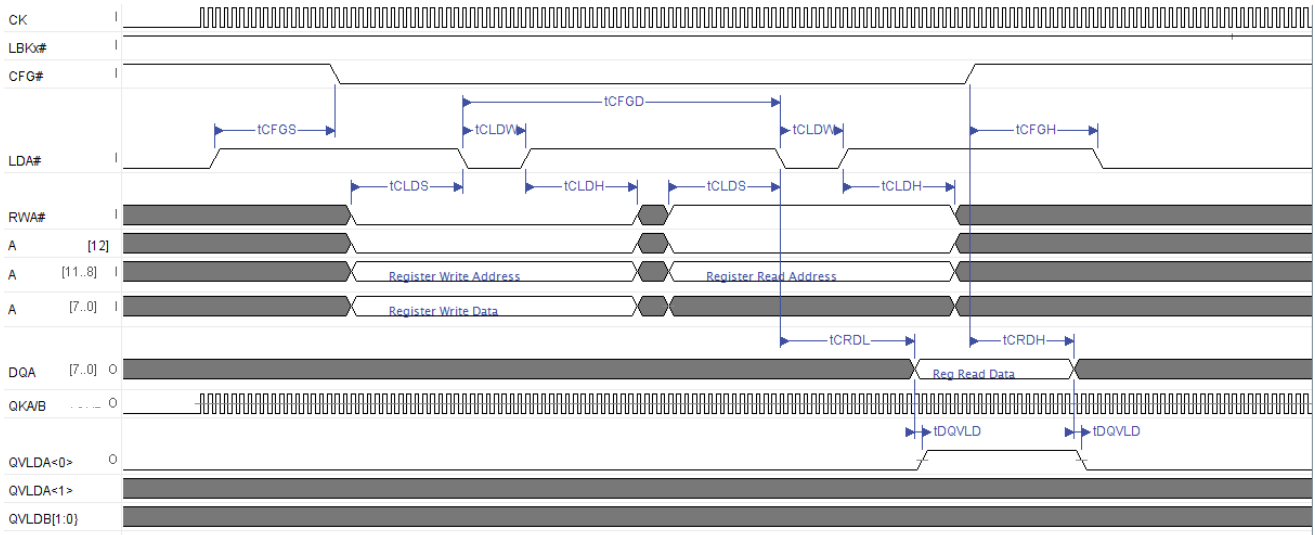 CK I
LBKx# I
CFG# I
tCFGD
tCFGS tCLDW tCLDW tCFGH
LDA# I
tCLDS tCLDH tCLDS tCLDH
RWA# I
A [12]
A [11..8] I Register Write Address Register Read Address
A [7..0] I Register Write Data
tCRDL tCRDH
DQA [7..0] O Reg Read Data
QKA/B O
tDQVLD tDQVLD
QVLDA<0> O
QVLDA<1>
QVLDB[1:0}